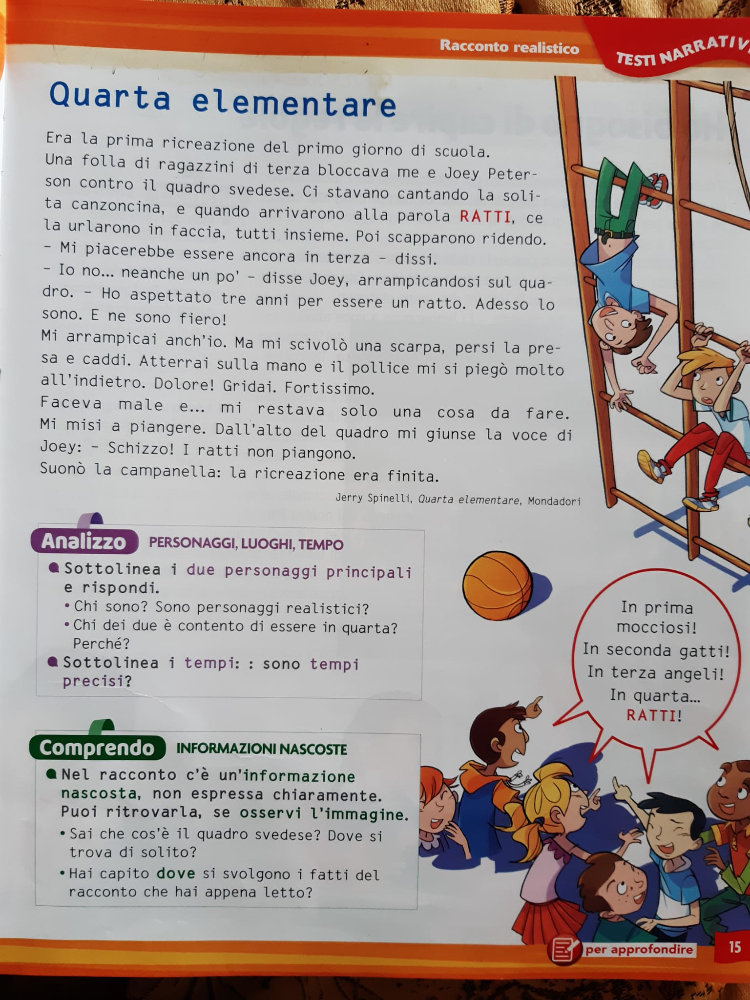 Racconto realistico
TESTI NARRATIVI
Quarta elementare
Era la prima ricreazione del primo giorno di scuola.
Una folla di ragazzini di terza bloccava me e Joey Peter-
son contro il quadro svedese. Ci stavano cantando la soli-
ta canzoncina, e quando arrivarono alla parola RATTI, ce
la urlarono in faccia, tutti insieme. Poi scapparono ridendo.
– Mi piacerebbe essere ancora in terza – dissi.
– Io no... neanche un po' – disse Joey, arrampicandosi sul qua-
dro. – Ho aspettato tre anni per essere un ratto. Adesso lo
sono. E ne sono fiero!
Mi arrampicai anch'io. Ma mi scivolò una scarpa, persi la pre-
sa e caddi. Atterrai sulla mano e il pollice mi si piegò molto
all'indietro. Dolore! Gridai. Fortissimo.
Faceva male e... mi restava solo una cosa da fare.
Mi misi a piangere. Dall'alto del quadro mi giunse la voce di
Joey: – Schizzo! I ratti non piangono.
Suonò la campanella: la ricreazione era finita.
Jerry Spinelli, Quarta elementare, Mondadori
Analizzo PERSONAGGI, LUOGHI, TEMPO
Sottolinea i due personaggi principali
e rispondi.
• Chi sono? Sono personaggi realistici?
• Chi dei due è contento di essere in quarta?
Perché?
Sottolinea i tempi: : sono tempi
precisi?
In prima
mocciosi!
In seconda gatti!
In terza angeli!
In quarta...
RATTI!
Comprendo INFORMAZIONI NASCOSTE
Nel racconto c'è un'informazione
nascosta, non espressa chiaramente.
Puoi ritrovarla, se osservi l'immagine.
• Sai che cos'è il quadro svedese? Dove si
trova di solito?
• Hai capito dove si svolgono i fatti del
racconto che hai appena letto?
per approfondire
15